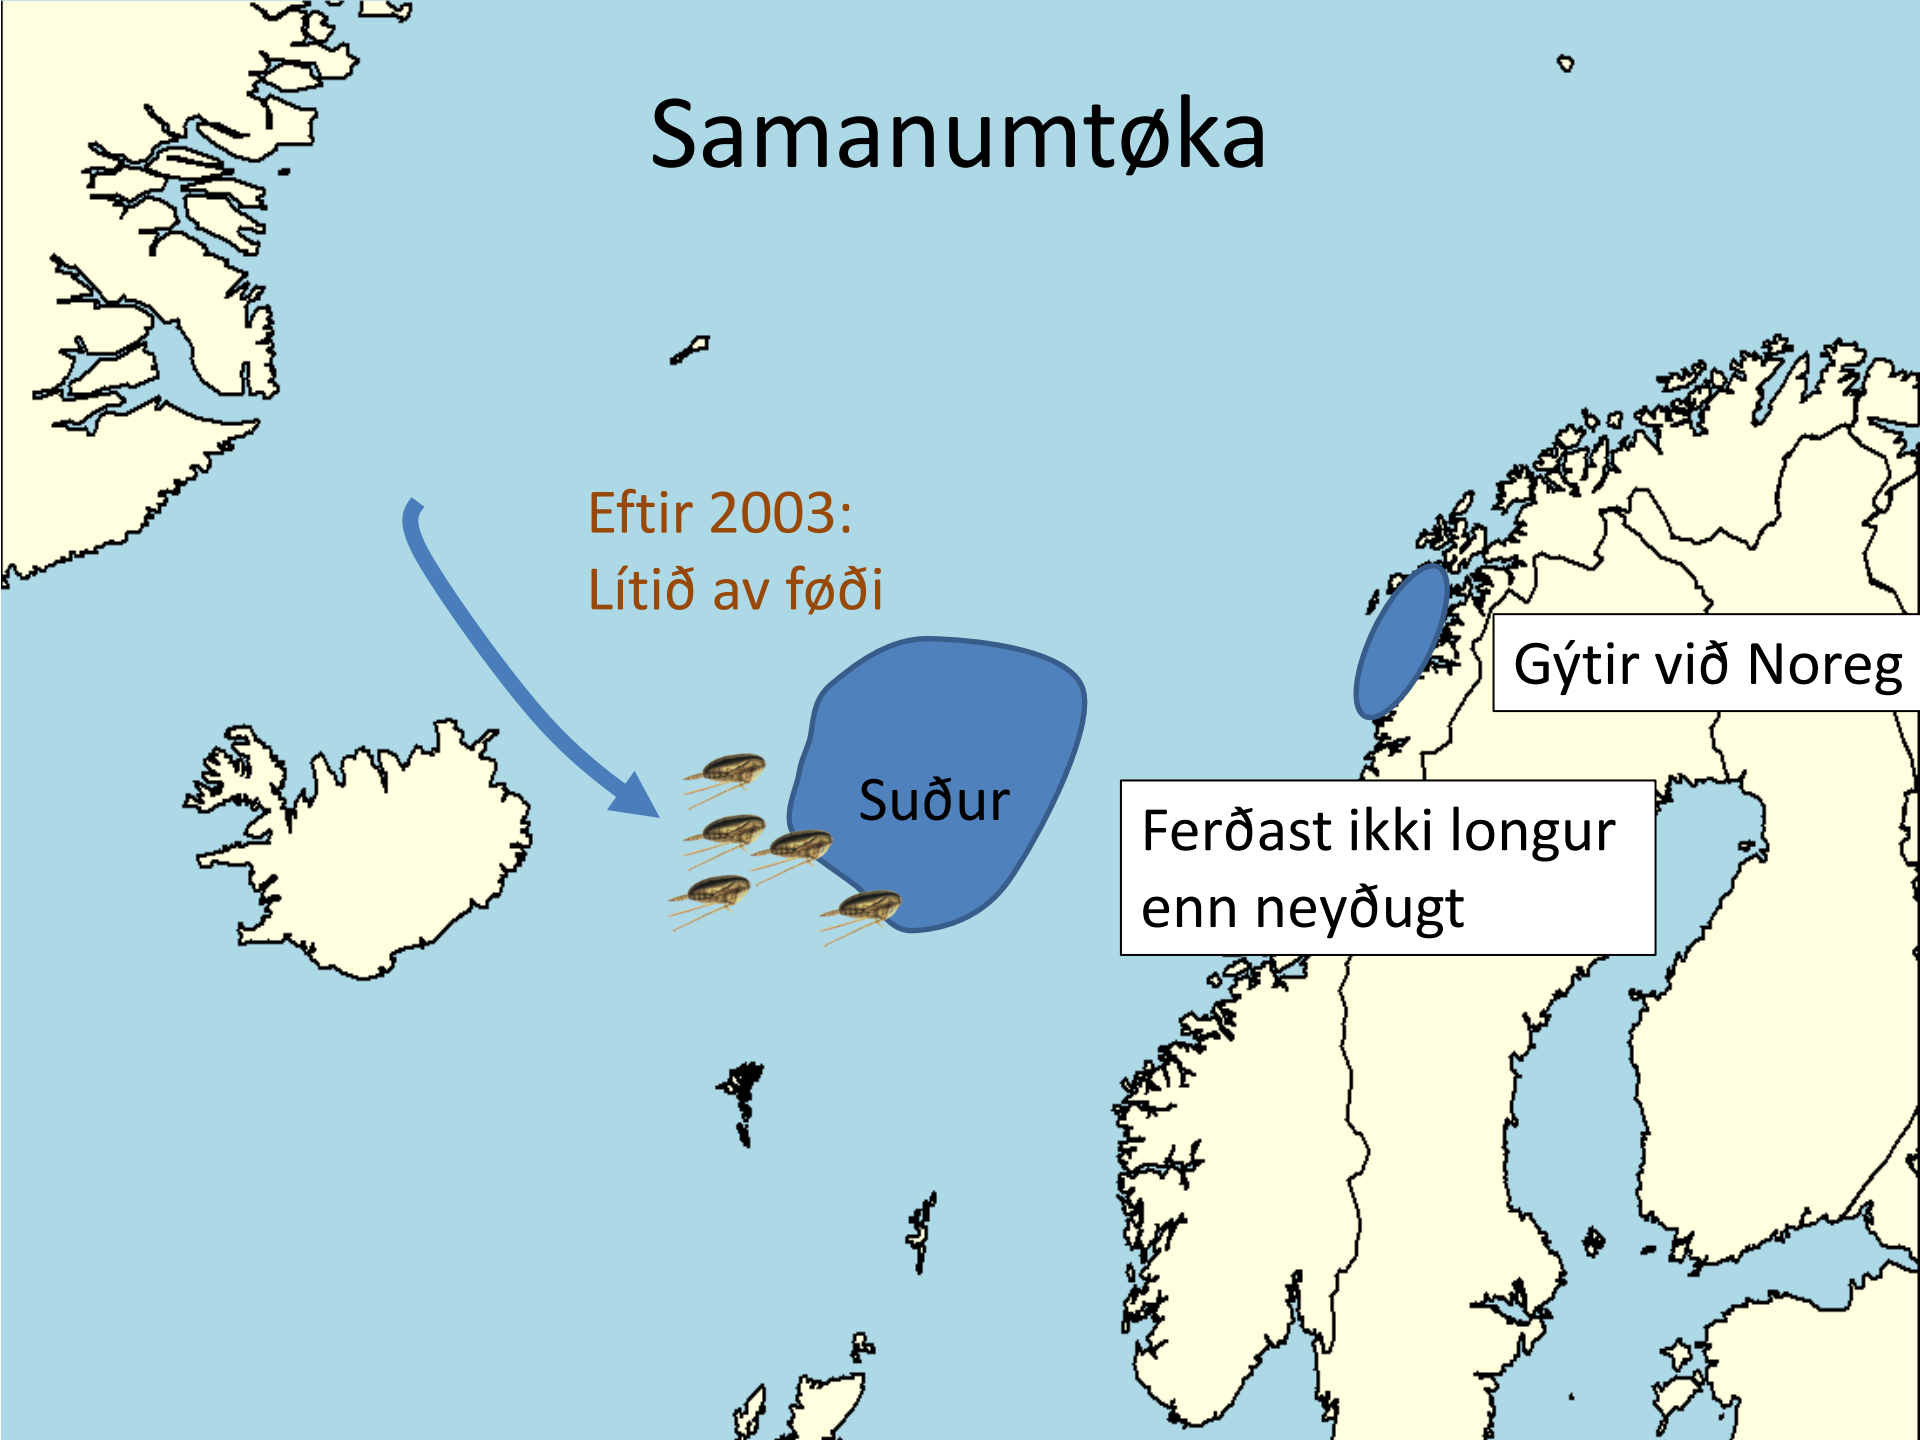 Samanumtøka
Eftir 2003:
Lítið av føði
Gýtir við Noreg
Suður
Ferðast ikki longur
enn neyðugt